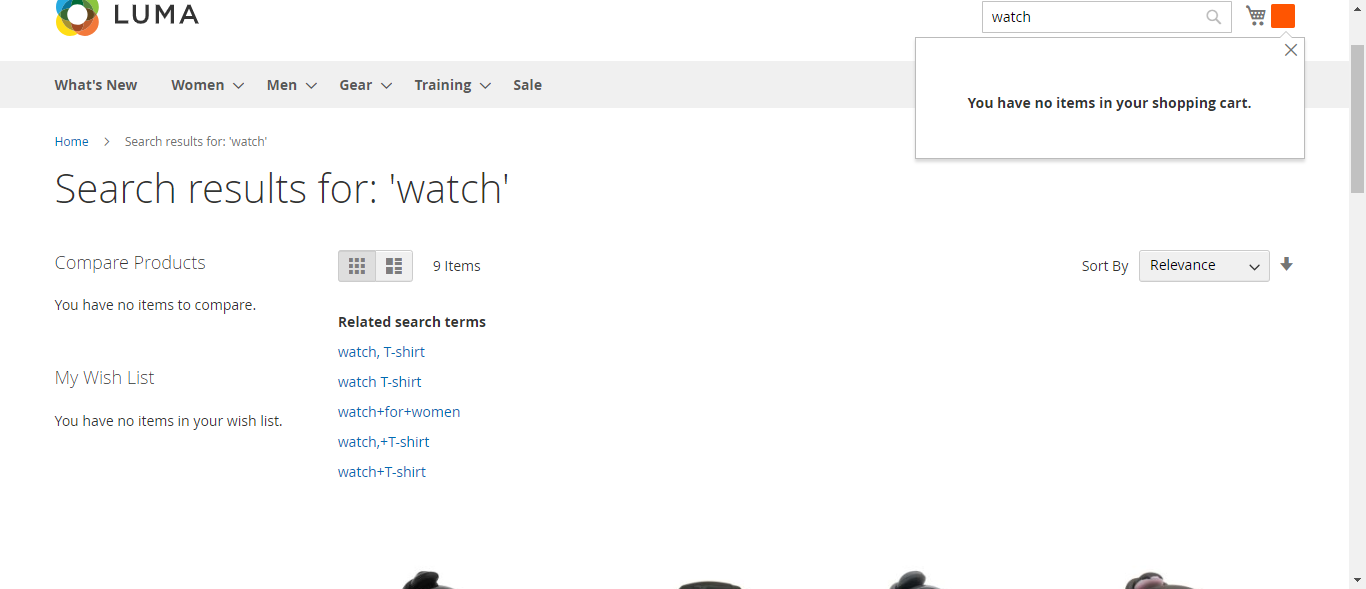 LUMA
watch
You have no items in your shopping cart.
What's New Women Men Gear Training Sale
Home Search results for: 'watch'
Search results for: 'watch'
Compare Products
You have no items to compare.
My Wish List
You have no items in your wish list.
9 Items
Sort By Relevance
Related search terms
watch, T-shirt
watch T-shirt
watch+for+women
watch,+T-shirt
watch+T-shirt